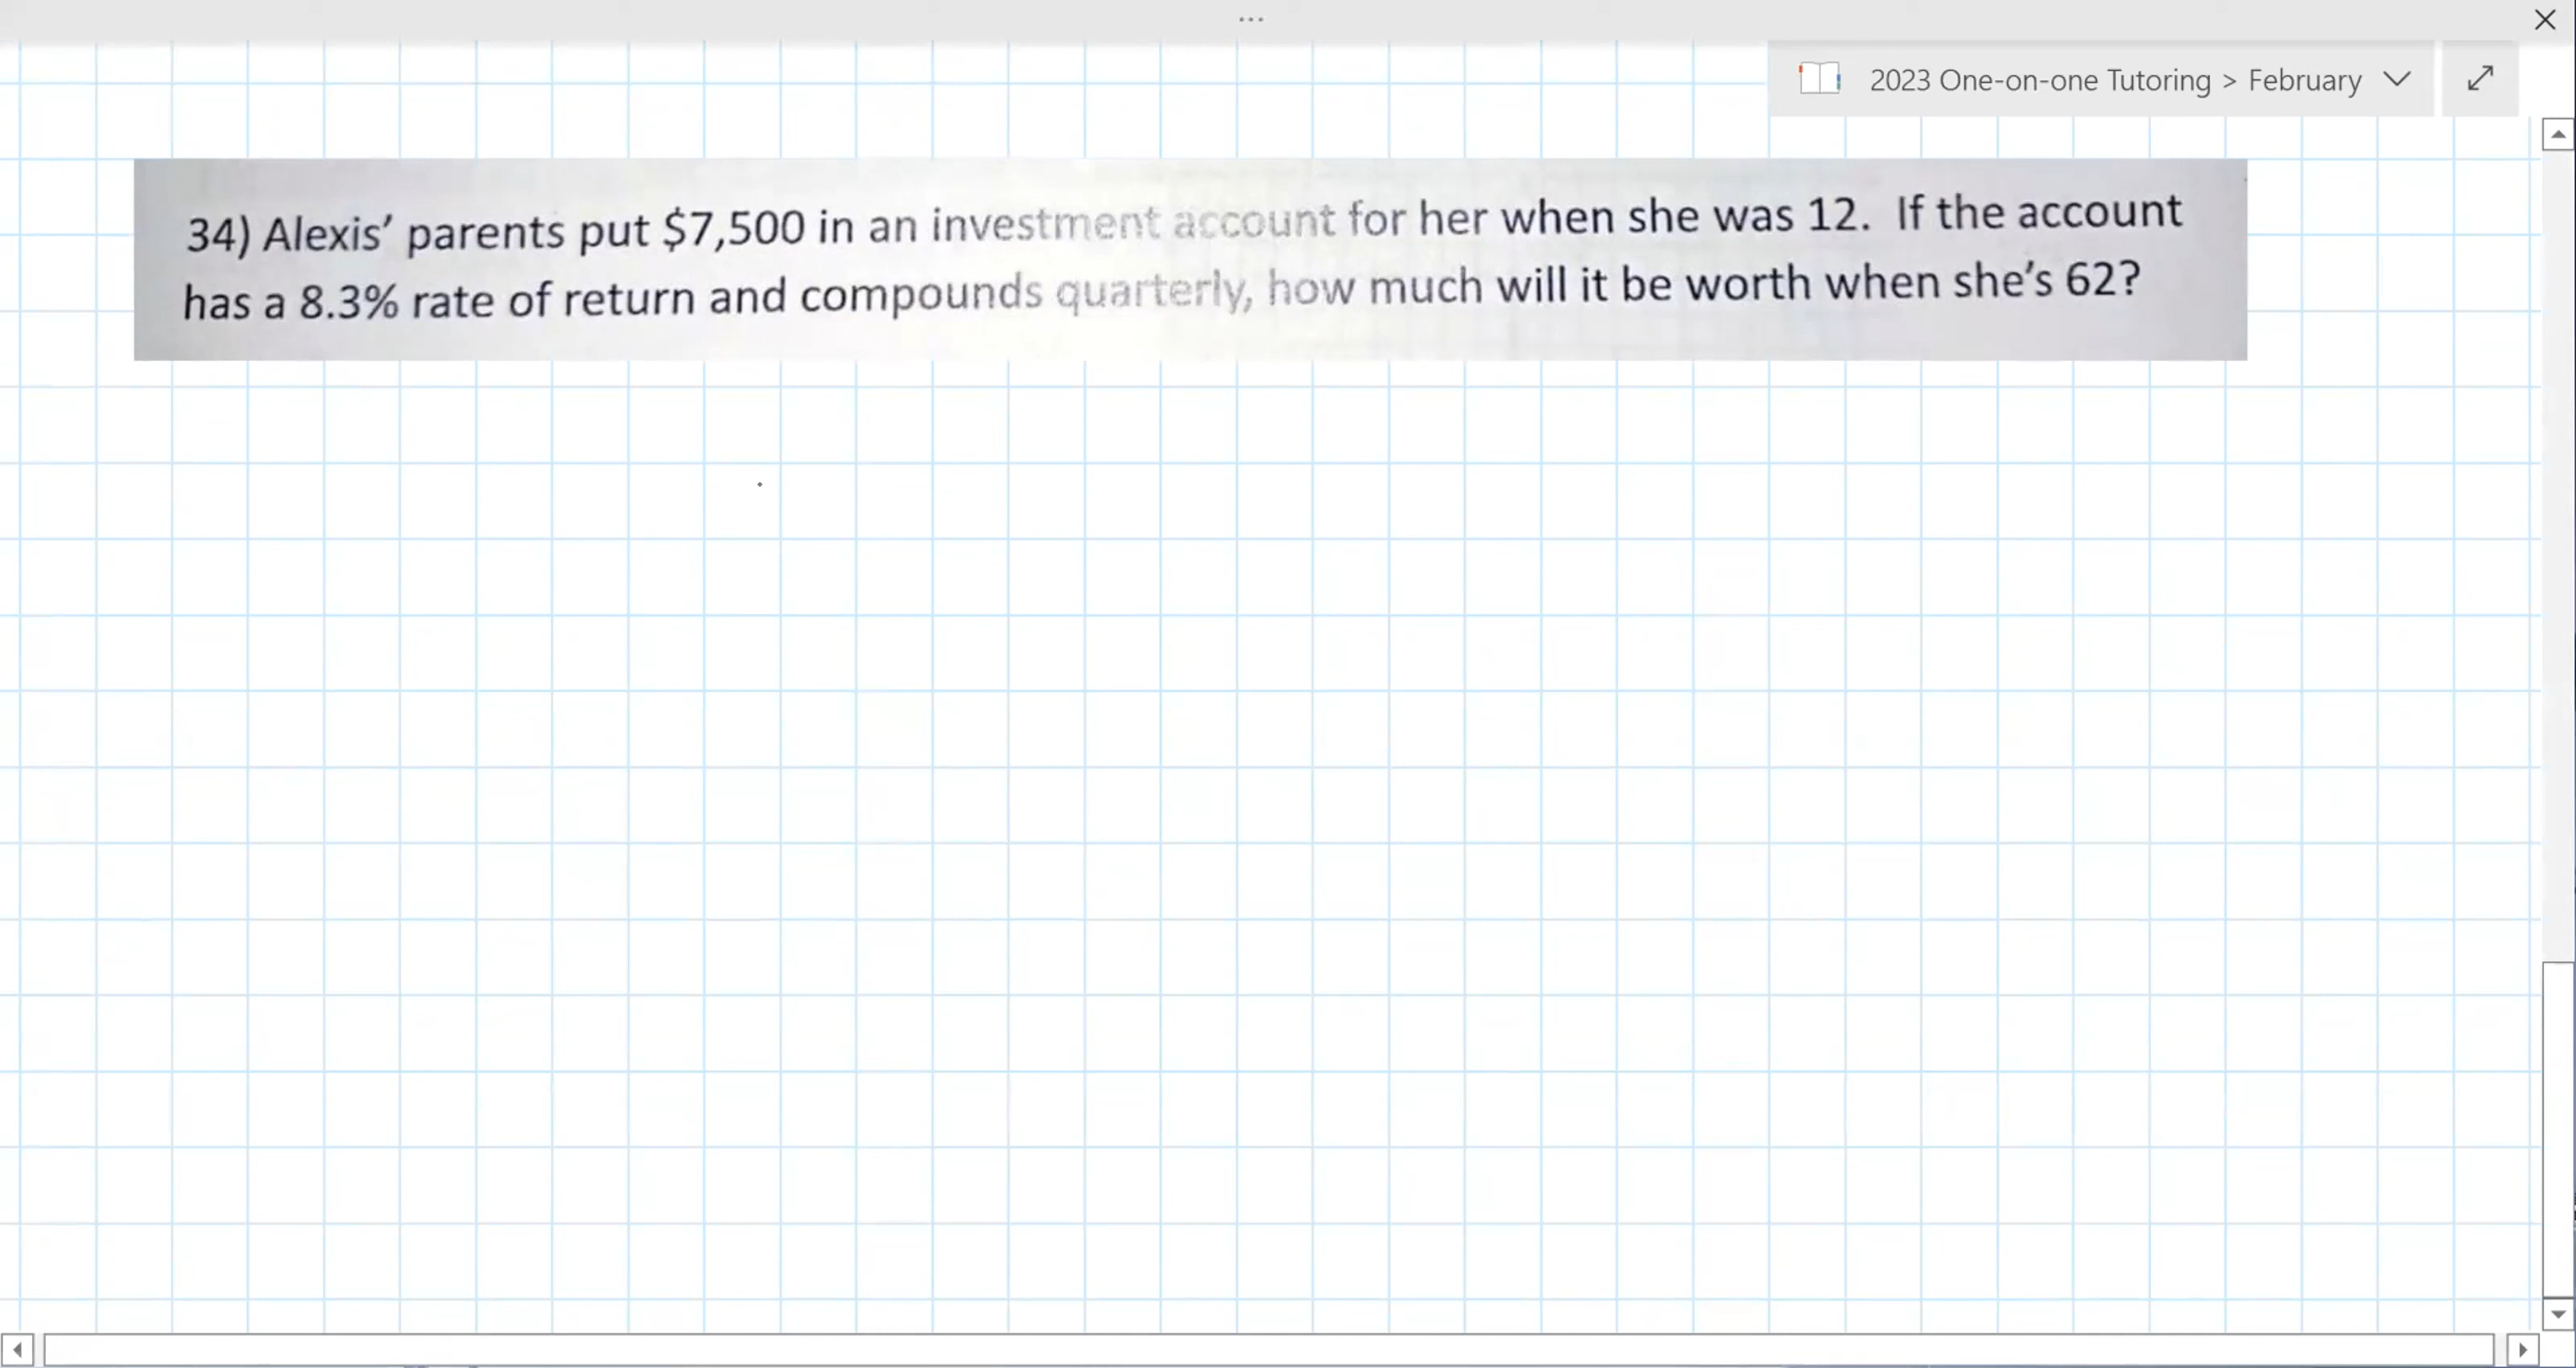 ...
2023 One-on-one Tutoring > February
34) Alexis’ parents put $7,500 in an investment account for her when she was 12. If the account
has a 8.3% rate of return and compounds quarterly, how much will it be worth when she’s 62?